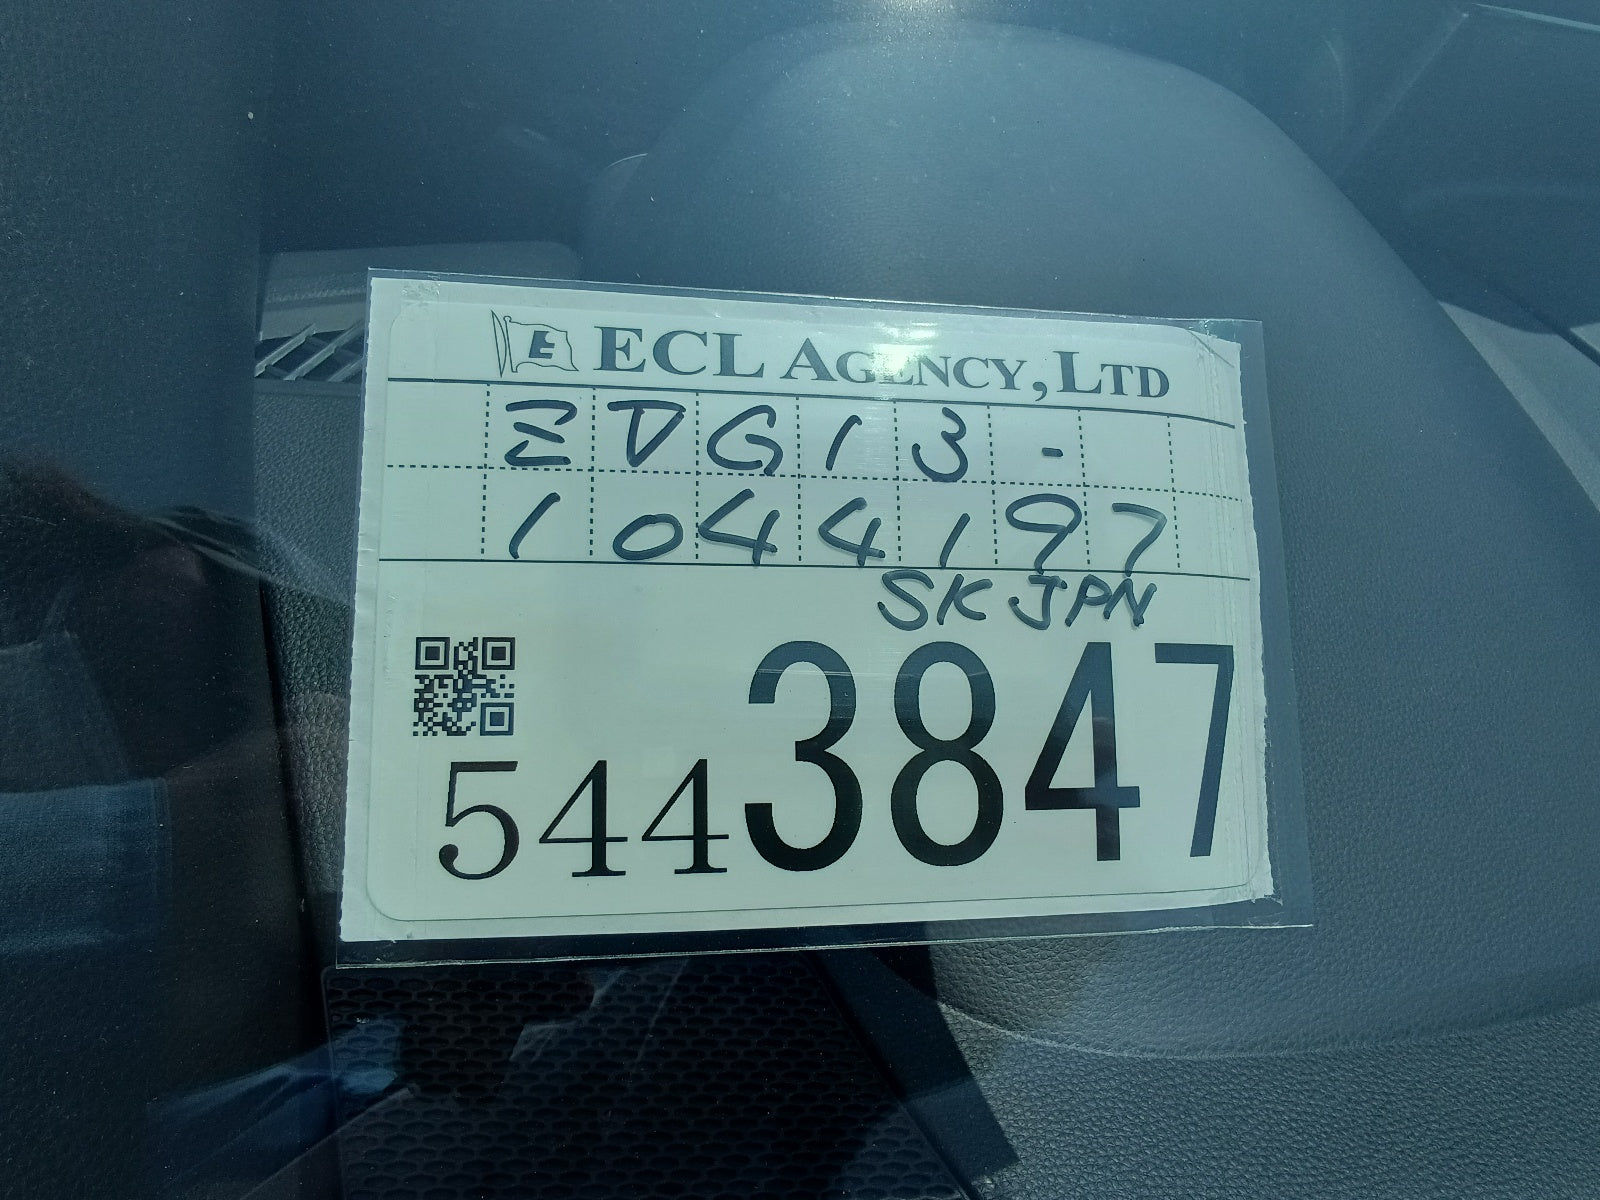 E ECL AGENCY, LTD
ZDG13-
1044197
SK JPN
5443847